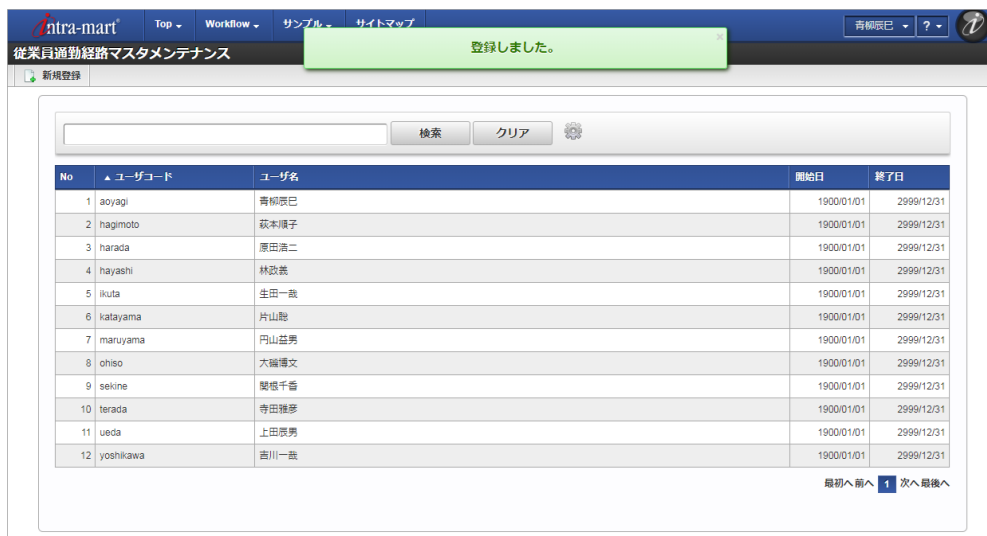 intra-mart® Top Workflow サンプル サイトマップ 青柳辰巳 ?
登録しました。 ×
従業員通勤経路マスタメンテナンス
新規登録
検索 クリア
No ▲ ユーザコード ユーザ名 開始日 終了日
1 aoyagi 青柳辰巳 1900/01/01 2999/12/31
2 hagimoto 萩本順子 1900/01/01 2999/12/31
3 harada 原田浩二 1900/01/01 2999/12/31
4 hayashi 林政義 1900/01/01 2999/12/31
5 ikuta 生田一哉 1900/01/01 2999/12/31
6 katayama 片山聡 1900/01/01 2999/12/31
7 maruyama 円山益男 1900/01/01 2999/12/31
8 ohiso 大磯博文 1900/01/01 2999/12/31
9 sekine 関根千香 1900/01/01 2999/12/31
10 terada 寺田雅彦 1900/01/01 2999/12/31
11 ueda 上田辰男 1900/01/01 2999/12/31
12 yoshikawa 吉川一哉 1900/01/01 2999/12/31
最初へ 前へ 1 次へ 最後へ